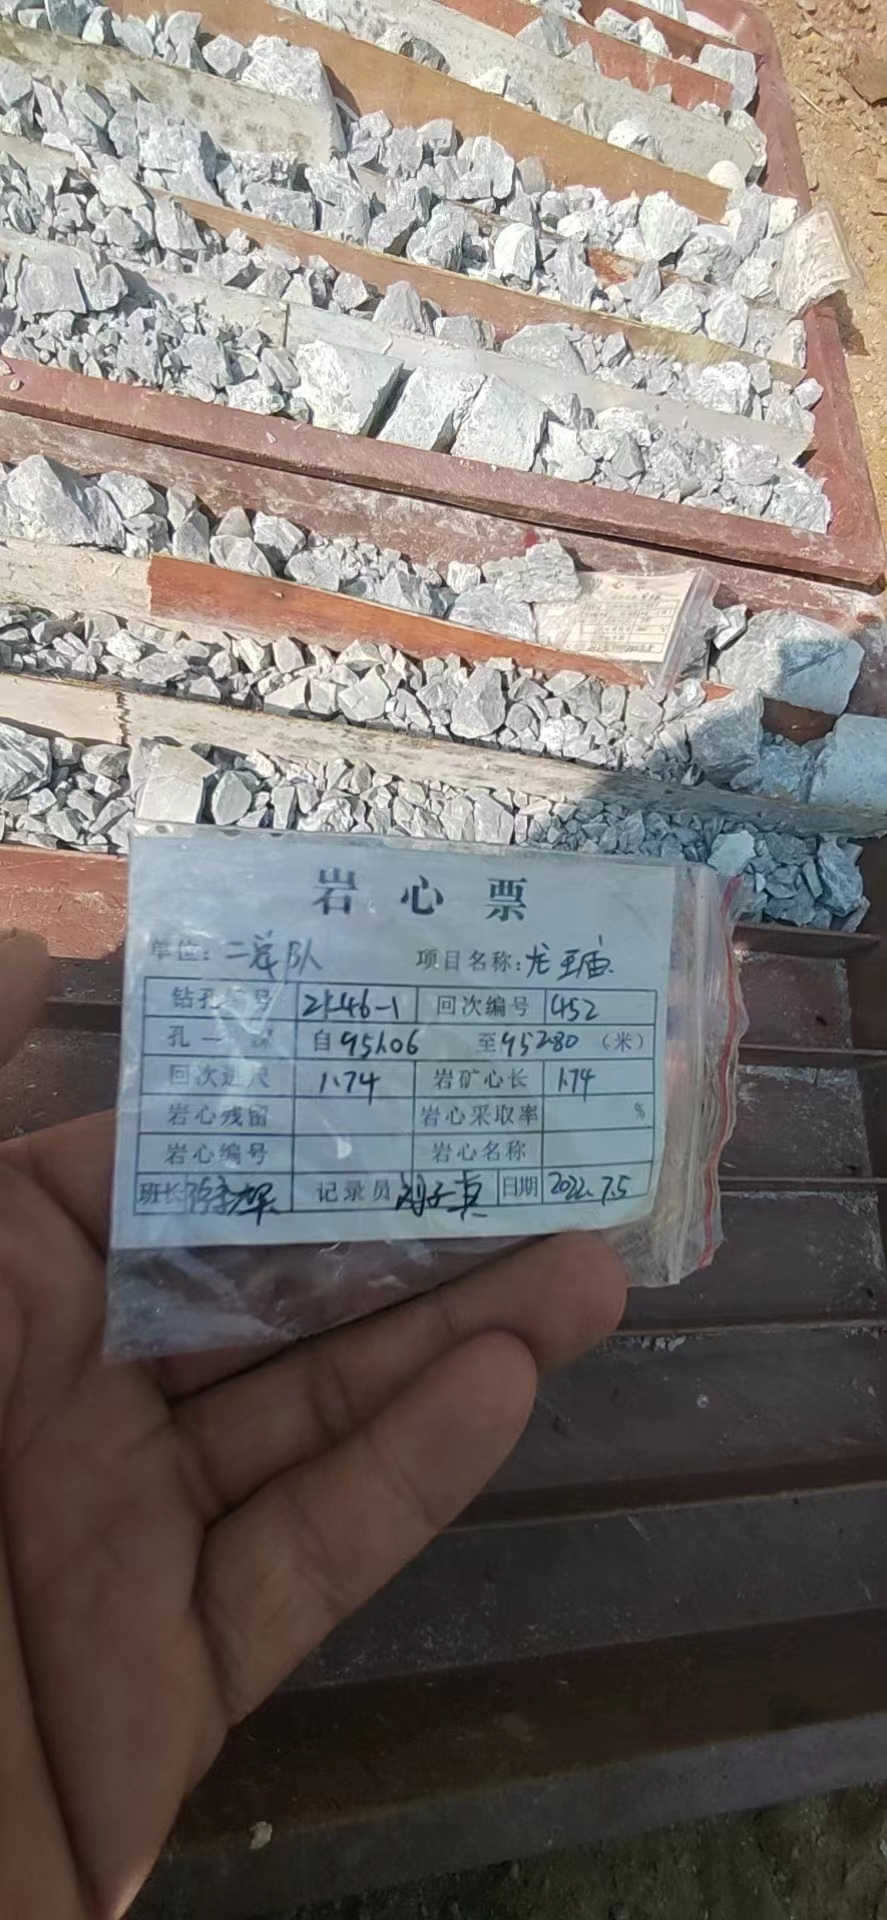 岩心票
单位: 二岩队 项目名称: 龙王庙
钻孔编号 ZK46-1 回次编号 452
孔 深 自951.06 至952.80 (米)
回次进尺 1.74 岩矿心长 1.74
岩心残留 岩心采取率 %
岩心编号 岩心名称
班长 记录员 日期 2022.7.5